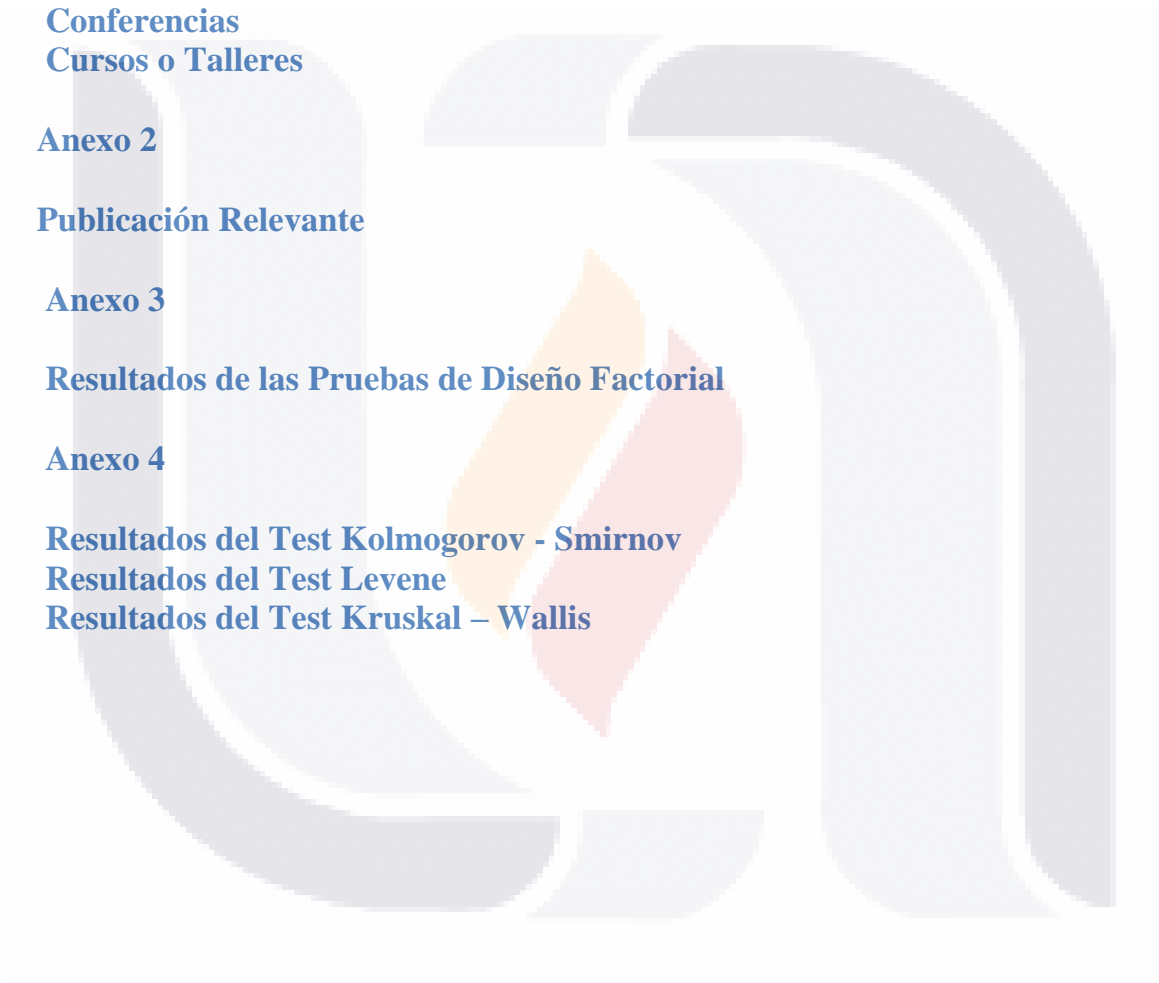 Conferencias
Cursos o Talleres
Anexo 2
Publicación Relevante
Anexo 3
Resultados de las Pruebas de Diseño Factorial
Anexo 4
Resultados del Test Kolmogorov - Smirnov
Resultados del Test Levene
Resultados del Test Kruskal – Wallis